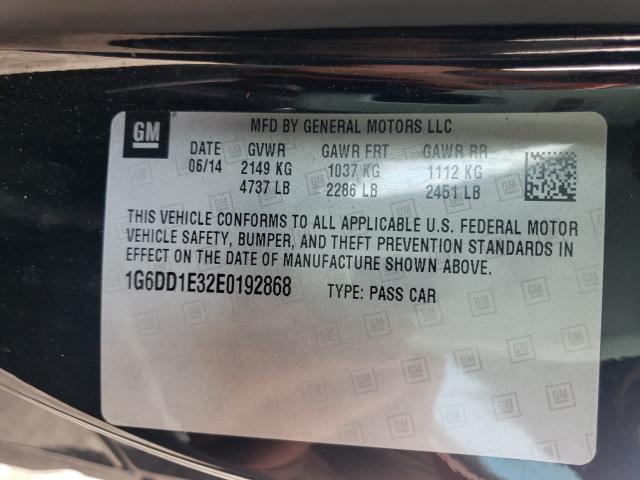 GM
MFD BY GENERAL MOTORS LLC
DATE GVWR GAWR FRT GAWR RR
06/14 2149 KG 1037 KG 1112 KG
4737 LB 2286 LB 2451 LB
THIS VEHICLE CONFORMS TO ALL APPLICABLE U.S. FEDERAL MOTOR
VEHICLE SAFETY, BUMPER, AND THEFT PREVENTION STANDARDS IN
EFFECT ON THE DATE OF MANUFACTURE SHOWN ABOVE.
1G6DD1E32E0192868 TYPE: PASS CAR